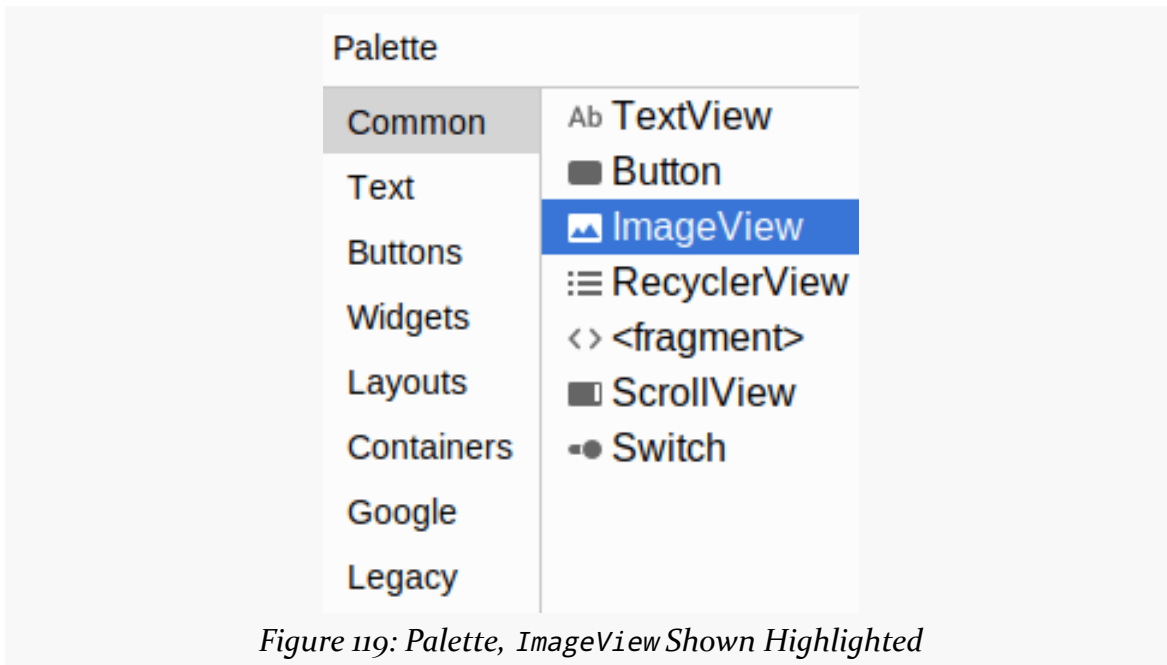 Palette
Common
Text
Buttons
Widgets
Layouts
Containers
Google
Legacy
Ab TextView
Button
ImageView
RecyclerView
<> <fragment>
ScrollView
Switch
Figure 119: Palette, ImageView Shown Highlighted